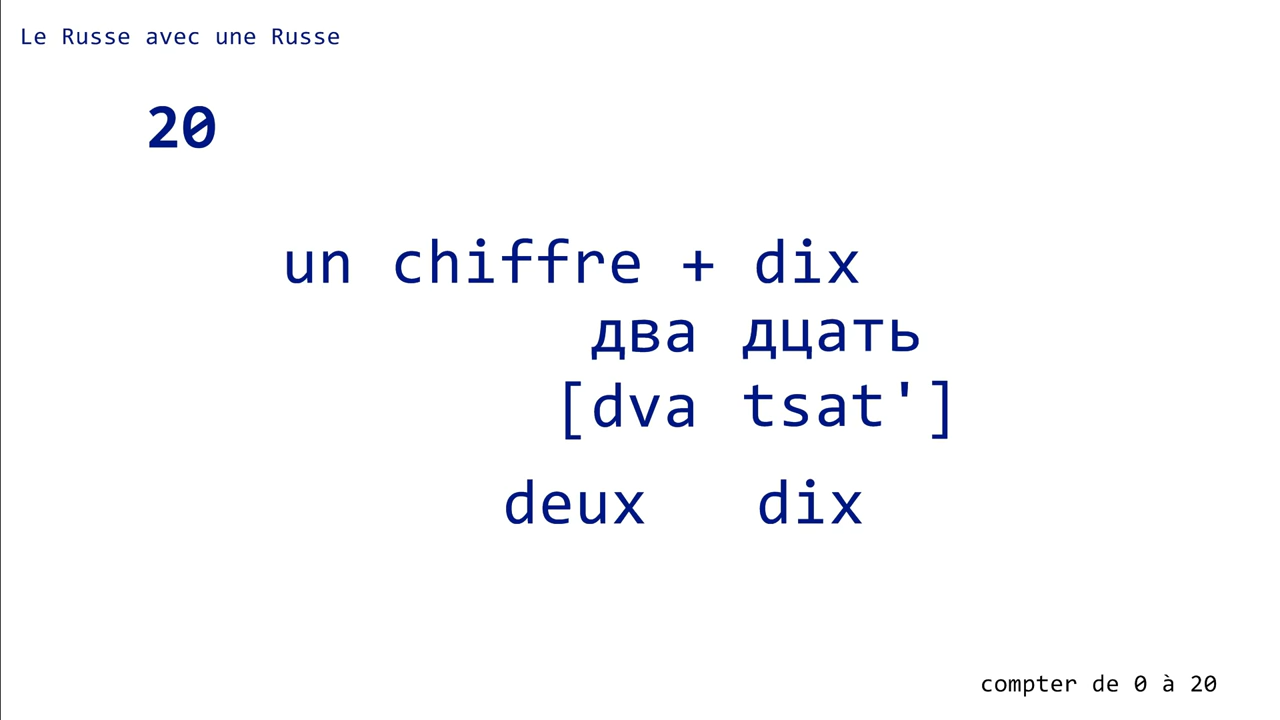 Le Russe avec une Russe
20
un chiffre + dix
два дцать
[dva tsat']
deux dix
compter de 0 à 20